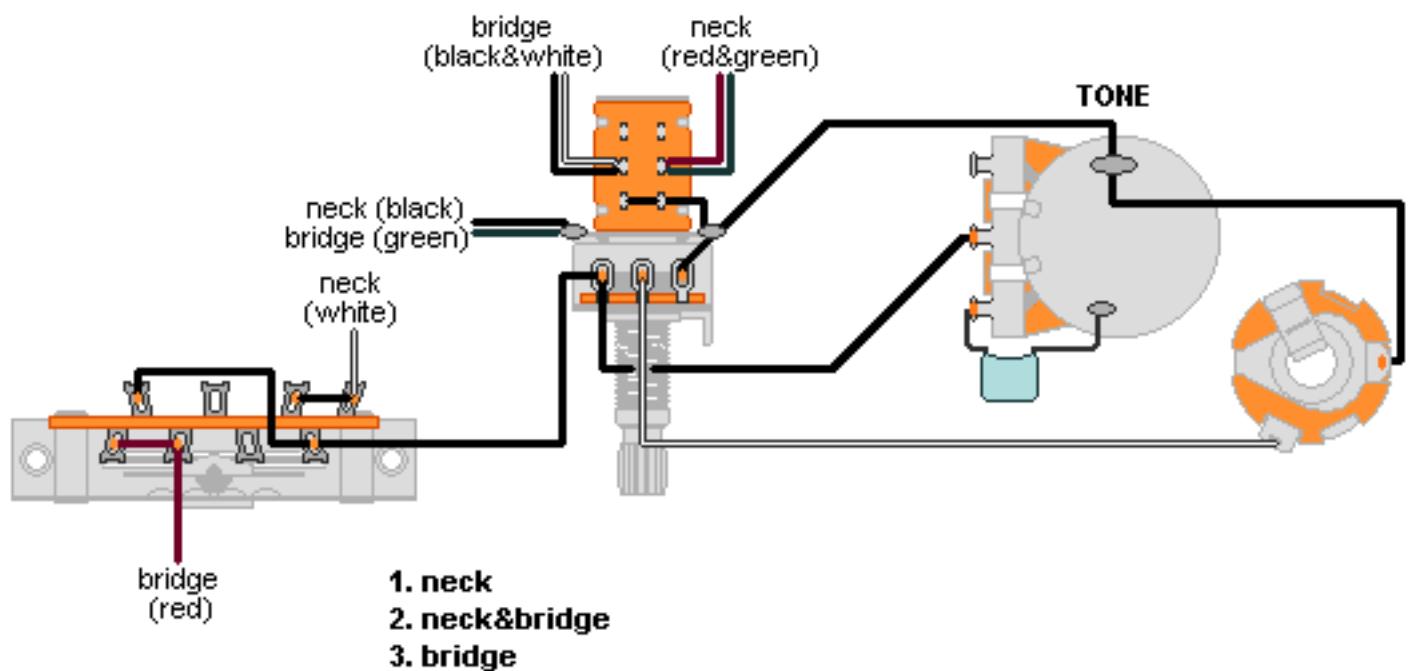 bridge
(black&white)
neck
(red&green)
TONE
neck (black)
bridge (green)
neck
(white)
bridge
(red)
1. neck
2. neck&bridge
3. bridge